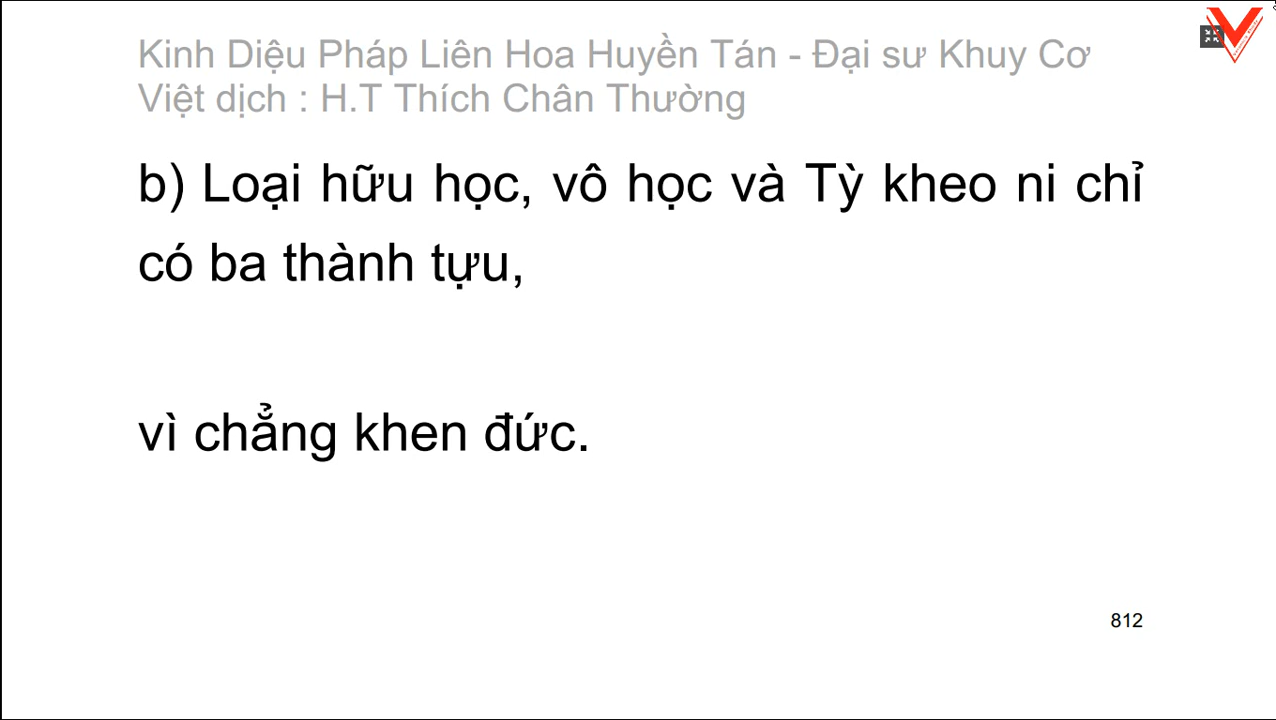 Kinh Diệu Pháp Liên Hoa Huyền Tán - Đại sư Khuy Cơ
Việt dịch : H.T Thích Chân Thường
b) Loại hữu học, vô học và Tỳ kheo ni chỉ
có ba thành tựu,
vì chẳng khen đức.
812